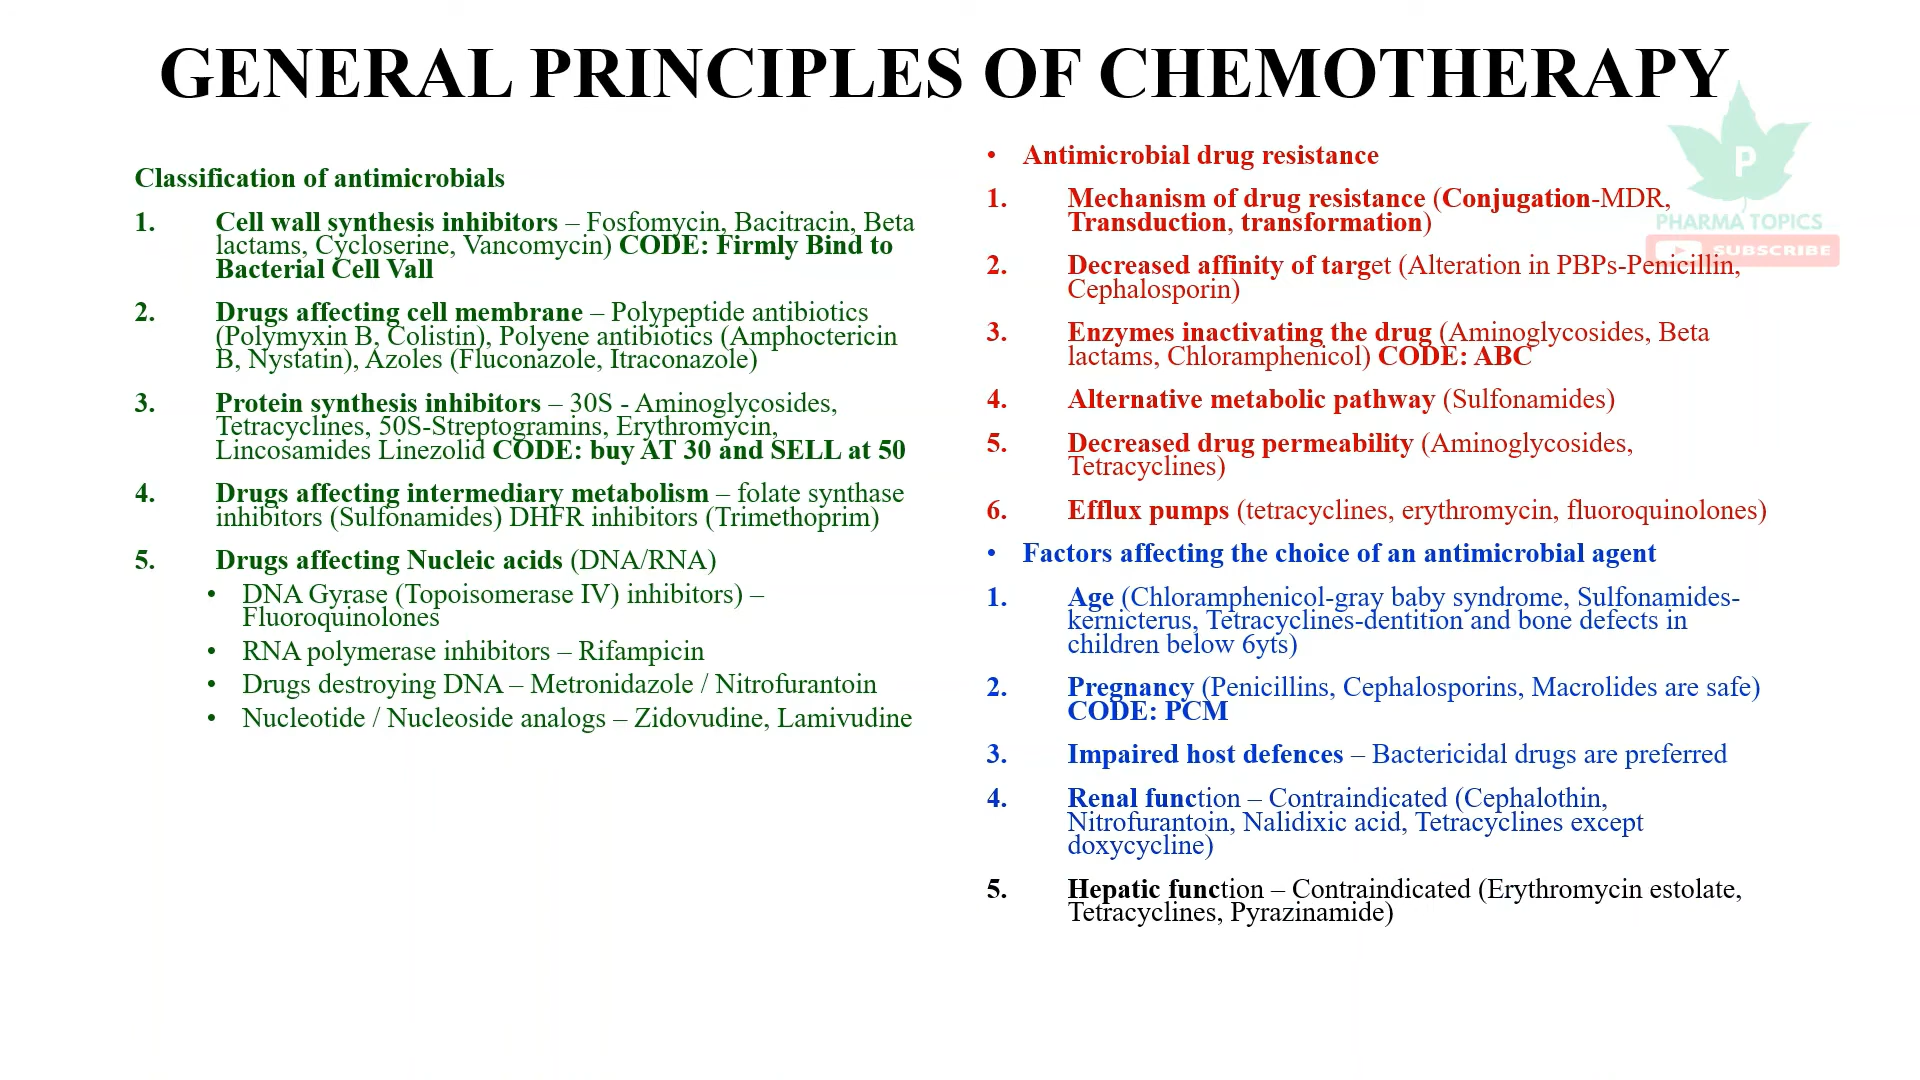 GENERAL PRINCIPLES OF CHEMOTHERAPY
Classification of antimicrobials
1. Cell wall synthesis inhibitors – Fosfomycin, Bacitracin, Beta
lactams, Cycloserine, Vancomycin) CODE: Firmly Bind to
Bacterial Cell Vall
2. Drugs affecting cell membrane – Polypeptide antibiotics
(Polymyxin B, Colistin), Polyene antibiotics (Amphoctericin
B, Nystatin), Azoles (Fluconazole, Itraconazole)
3. Protein synthesis inhibitors – 30S - Aminoglycosides,
Tetracyclines, 50S-Streptogramins, Erythromycin,
Lincosamides Linezolid CODE: buy AT 30 and SELL at 50
4. Drugs affecting intermediary metabolism – folate synthase
inhibitors (Sulfonamides) DHFR inhibitors (Trimethoprim)
5. Drugs affecting Nucleic acids (DNA/RNA)
• DNA Gyrase (Topoisomerase IV) inhibitors) –
Fluoroquinolones
• RNA polymerase inhibitors – Rifampicin
• Drugs destroying DNA – Metronidazole / Nitrofurantoin
• Nucleotide / Nucleoside analogs – Zidovudine, Lamivudine
• Antimicrobial drug resistance
1. Mechanism of drug resistance (Conjugation-MDR,
Transduction, transformation)
2. Decreased affinity of target (Alteration in PBPs-Penicillin,
Cephalosporin)
3. Enzymes inactivating the drug (Aminoglycosides, Beta
lactams, Chloramphenicol) CODE: ABC
4. Alternative metabolic pathway (Sulfonamides)
5. Decreased drug permeability (Aminoglycosides,
Tetracyclines)
6. Efflux pumps (tetracyclines, erythromycin, fluoroquinolones)
• Factors affecting the choice of an antimicrobial agent
1. Age (Chloramphenicol-gray baby syndrome, Sulfonamides-
kernicterus, Tetracyclines-dentition and bone defects in
children below 6yts)
2. Pregnancy (Penicillins, Cephalosporins, Macrolides are safe)
CODE: PCM
3. Impaired host defences – Bactericidal drugs are preferred
4. Renal function – Contraindicated (Cephalothin,
Nitrofurantoin, Nalidixic acid, Tetracyclines except
doxycycline)
5. Hepatic function – Contraindicated (Erythromycin estolate,
Tetracyclines, Pyrazinamide)
P
PHARMA TOPICS
SUBSCRIBE